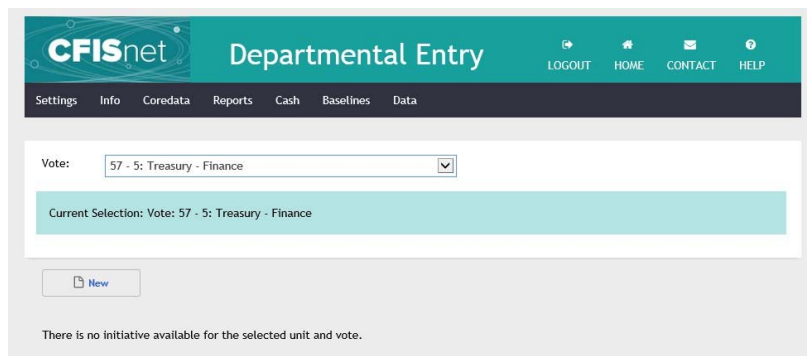 CFISnet
Departmental Entry
LOGOUT HOME CONTACT HELP
Settings Info Coredata Reports Cash Baselines Data
Vote: 57 - 5: Treasury - Finance
Current Selection: Vote: 57 - 5: Treasury - Finance
New
There is no initiative available for the selected unit and vote.